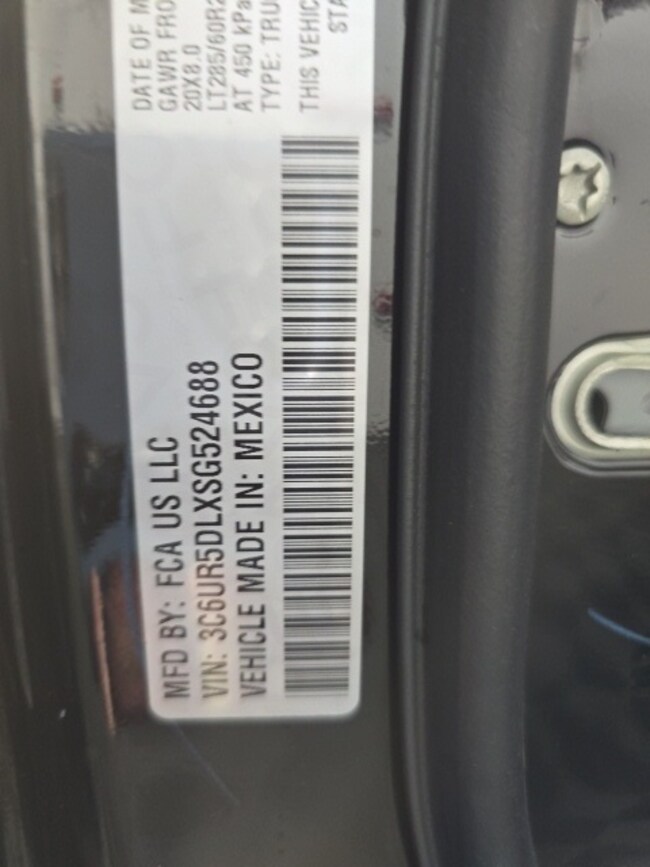 MFD BY: FCA US LLC
VIN: 3C6UR5DLXSG524688
VEHICLE MADE IN: MEXICO
DATE OF M
GAWR FRO
20X8.0
LT285/60R2
AT 450 kPa
TYPE: TRU
THIS VEHIC
STA